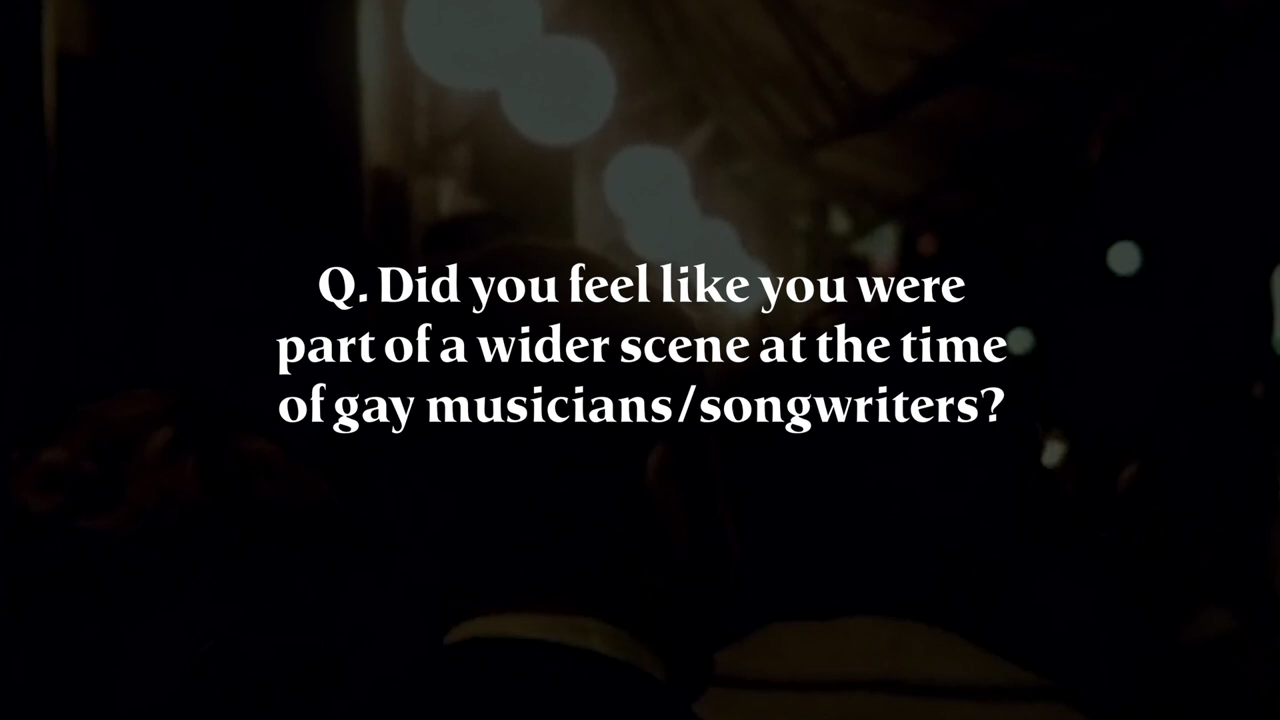 Q. Did you feel like you were
part of a wider scene at the time
of gay musicians/songwriters?